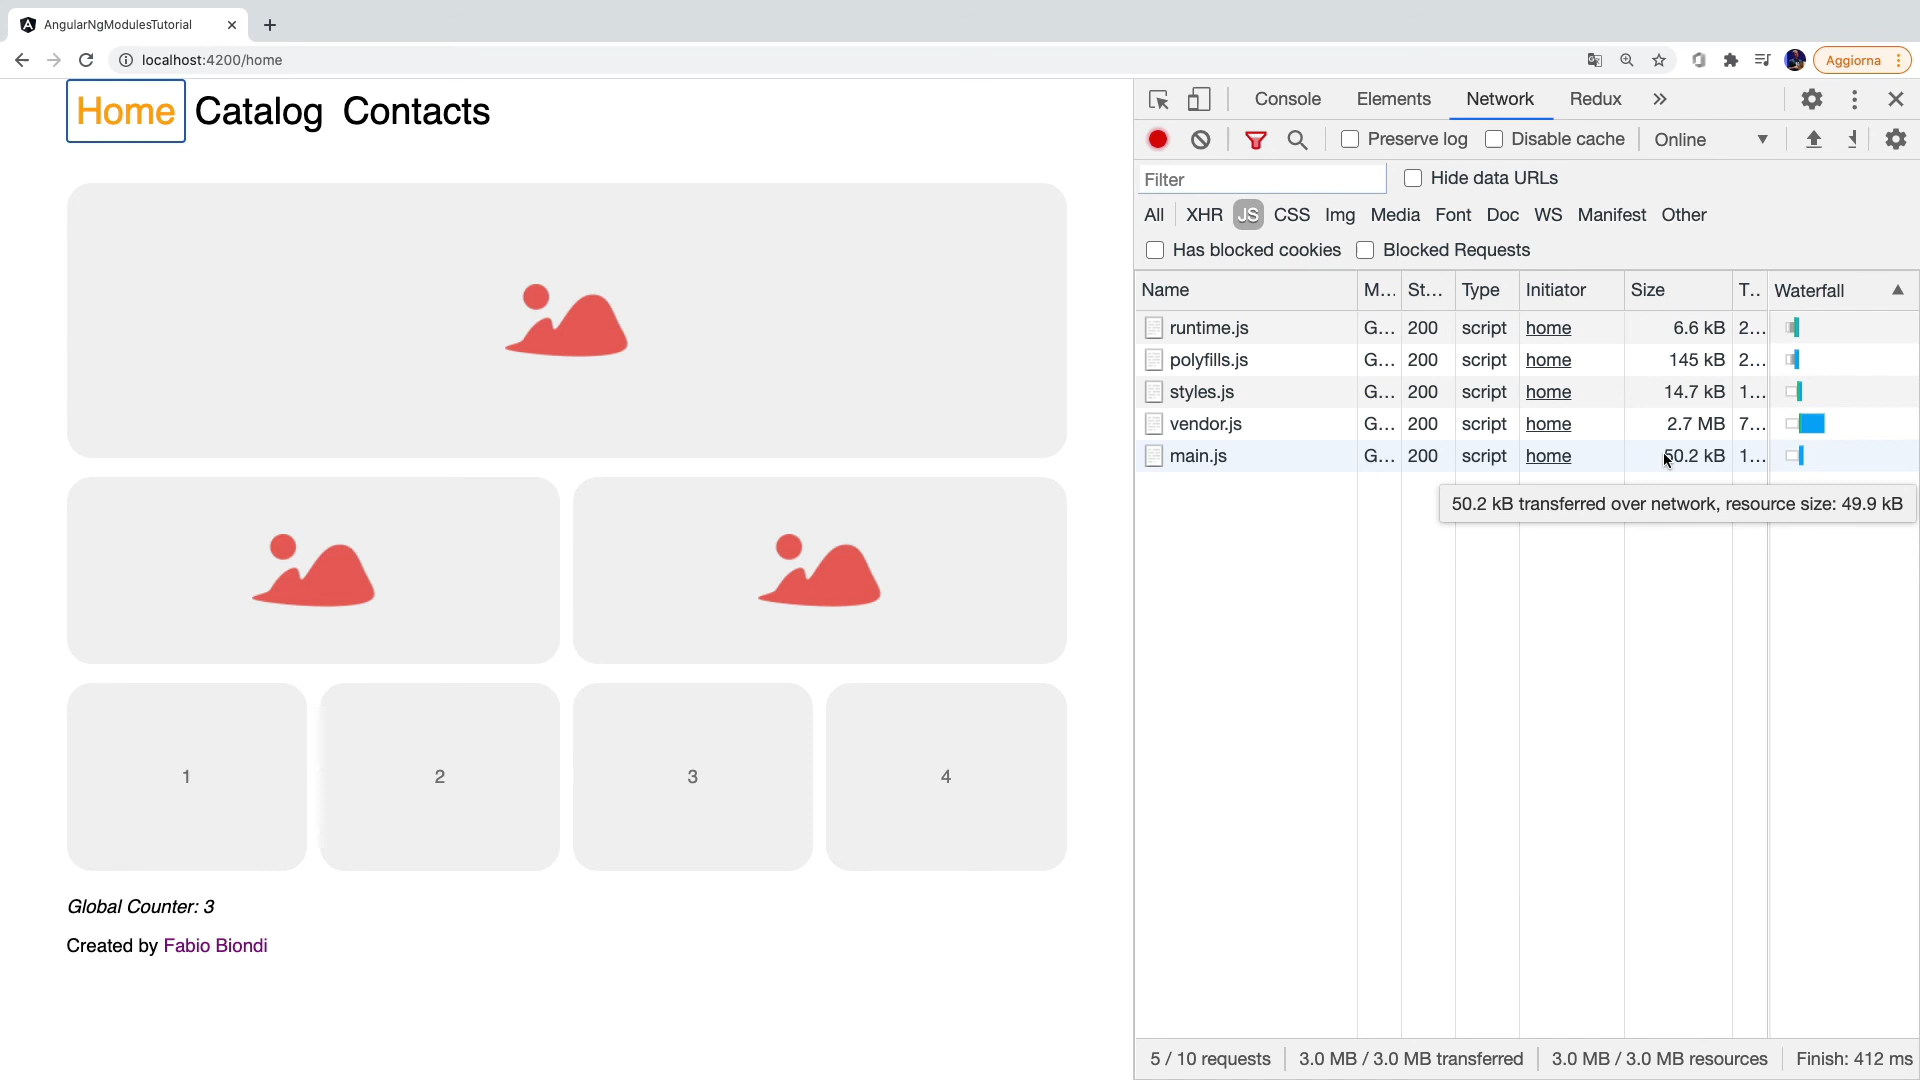 AngularNgModulesTutorial
localhost:4200/home
Aggiorna
Home Catalog Contacts
1 2 3 4
Global Counter: 3
Created by Fabio Biondi
Console Elements Network Redux »
Preserve log Disable cache Online
Filter Hide data URLs
All XHR JS CSS Img Media Font Doc WS Manifest Other
Has blocked cookies Blocked Requests
Name M... St... Type Initiator Size T.. Waterfall
runtime.js G... 200 script home 6.6 kB 2...
polyfills.js G... 200 script home 145 kB 2...
styles.js G... 200 script home 14.7 kB 1...
vendor.js G... 200 script home 2.7 MB 7...
main.js G... 200 script home 50.2 kB 1...
50.2 kB transferred over network, resource size: 49.9 kB
5 / 10 requests 3.0 MB / 3.0 MB transferred 3.0 MB / 3.0 MB resources Finish: 412 ms